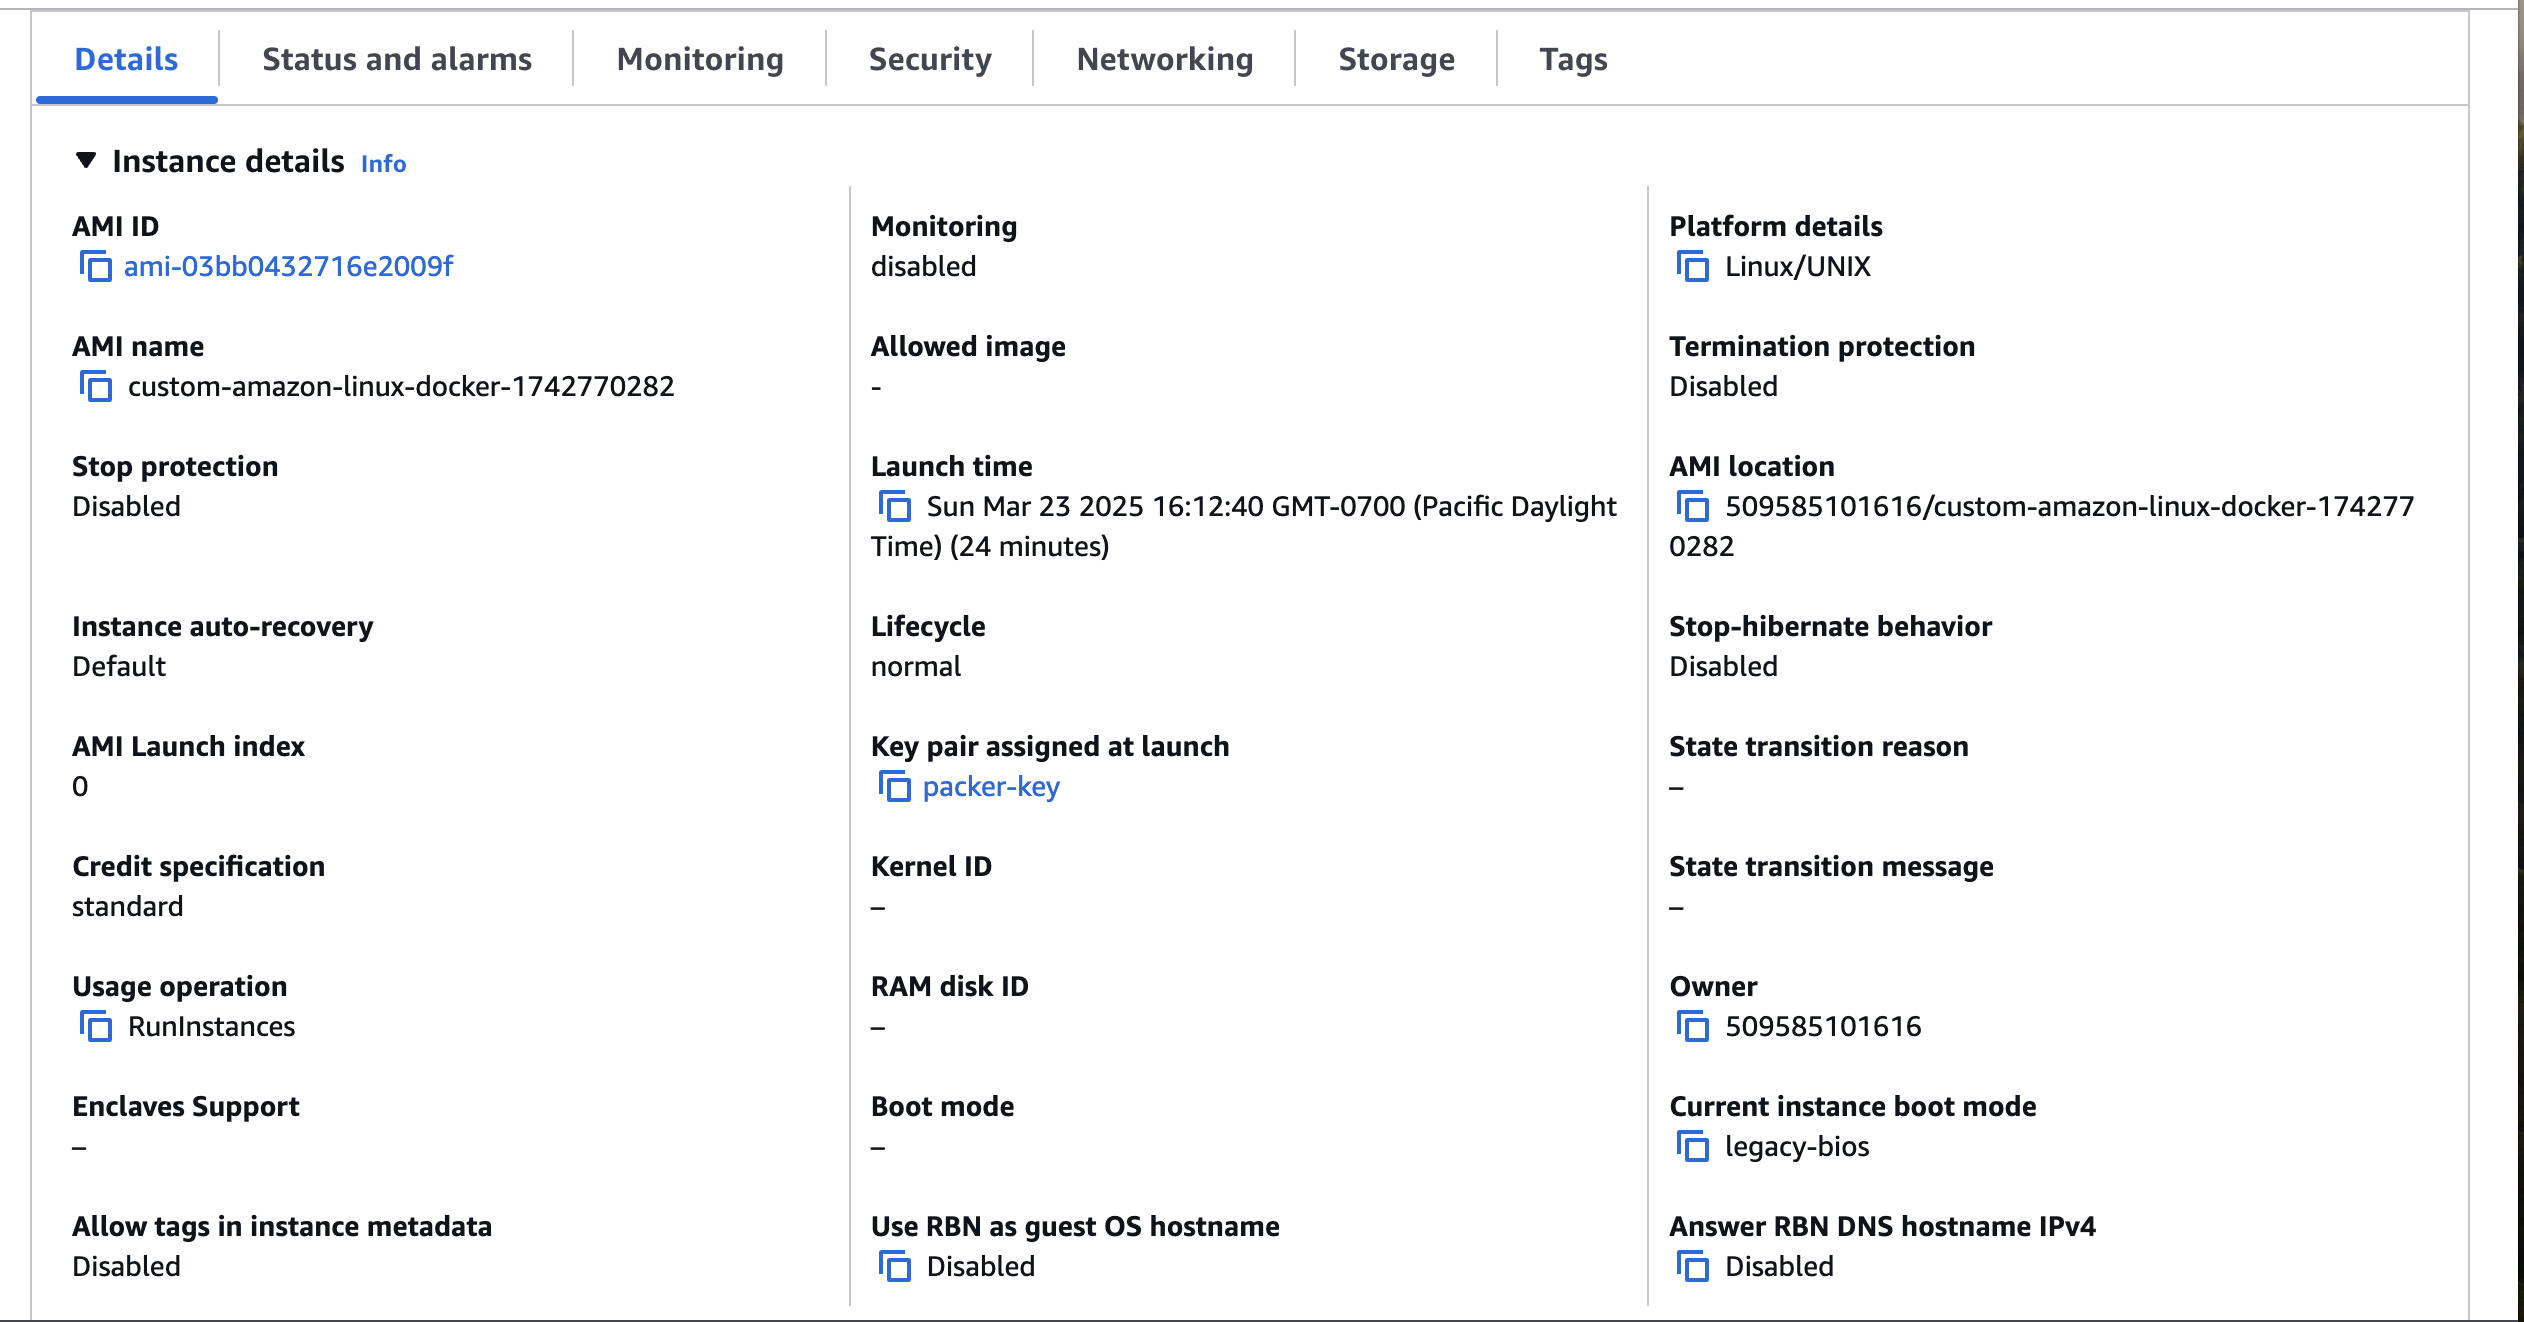 Details
Status and alarms
Monitoring
Security
Networking
Storage
Tags
Instance details Info
AMI ID
ami-03bb0432716e2009f
Monitoring
disabled
Platform details
Linux/UNIX
AMI name
custom-amazon-linux-docker-1742770282
Allowed image
-
Termination protection
Disabled
Stop protection
Disabled
Launch time
Sun Mar 23 2025 16:12:40 GMT-0700 (Pacific Daylight
Time) (24 minutes)
AMI location
509585101616/custom-amazon-linux-docker-174277
0282
Instance auto-recovery
Default
Lifecycle
normal
Stop-hibernate behavior
Disabled
AMI Launch index
0
Key pair assigned at launch
packer-key
State transition reason
–
Credit specification
standard
Kernel ID
–
State transition message
–
Usage operation
RunInstances
RAM disk ID
–
Owner
509585101616
Enclaves Support
–
Boot mode
–
Current instance boot mode
legacy-bios
Allow tags in instance metadata
Disabled
Use RBN as guest OS hostname
Disabled
Answer RBN DNS hostname IPv4
Disabled